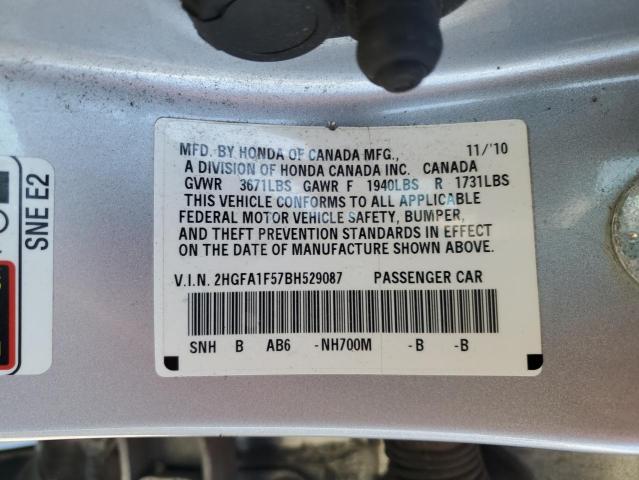 MFD. BY HONDA OF CANADA MFG., 11/'10
A DIVISION OF HONDA CANADA INC. CANADA
GVWR 3671LBS GAWR F 1940LBS R 1731LBS
THIS VEHICLE CONFORMS TO ALL APPLICABLE
FEDERAL MOTOR VEHICLE SAFETY, BUMPER,
AND THEFT PREVENTION STANDARDS IN EFFECT
ON THE DATE OF MANUFACTURE SHOWN ABOVE.
V.I.N. 2HGFA1F57BH529087 PASSENGER CAR
SNH B AB6 -NH700M -B -B
SNE E2